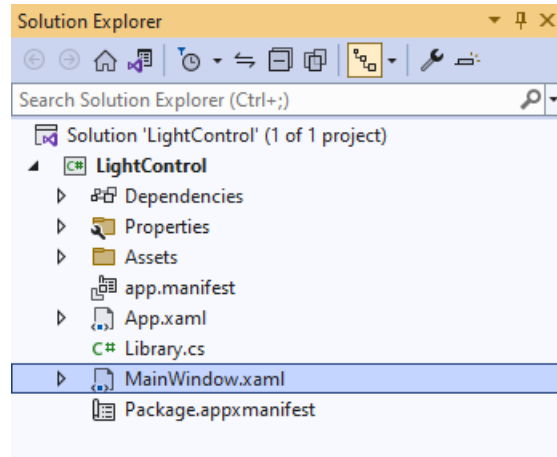 Solution Explorer
Search Solution Explorer (Ctrl+;)
Solution 'LightControl' (1 of 1 project)
C# LightControl
Dependencies
Properties
Assets
app.manifest
App.xaml
C# Library.cs
MainWindow.xaml
Package.appxmanifest